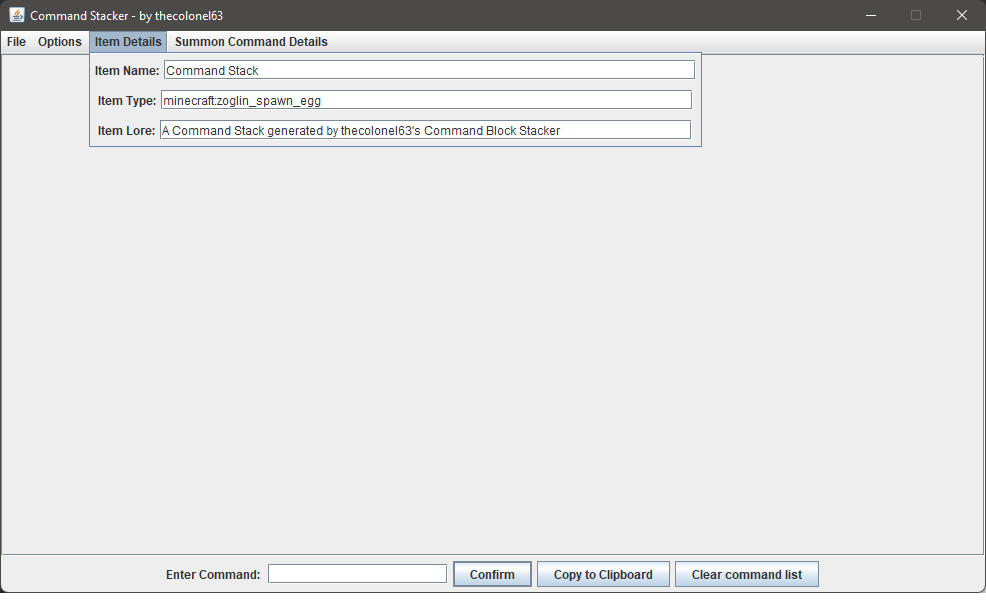 Command Stacker - by thecolonel63
File Options Item Details Summon Command Details
Item Name: Command Stack
Item Type: minecraft:zoglin_spawn_egg
Item Lore: A Command Stack generated by thecolonel63's Command Block Stacker
Enter Command: Confirm Copy to Clipboard Clear command list